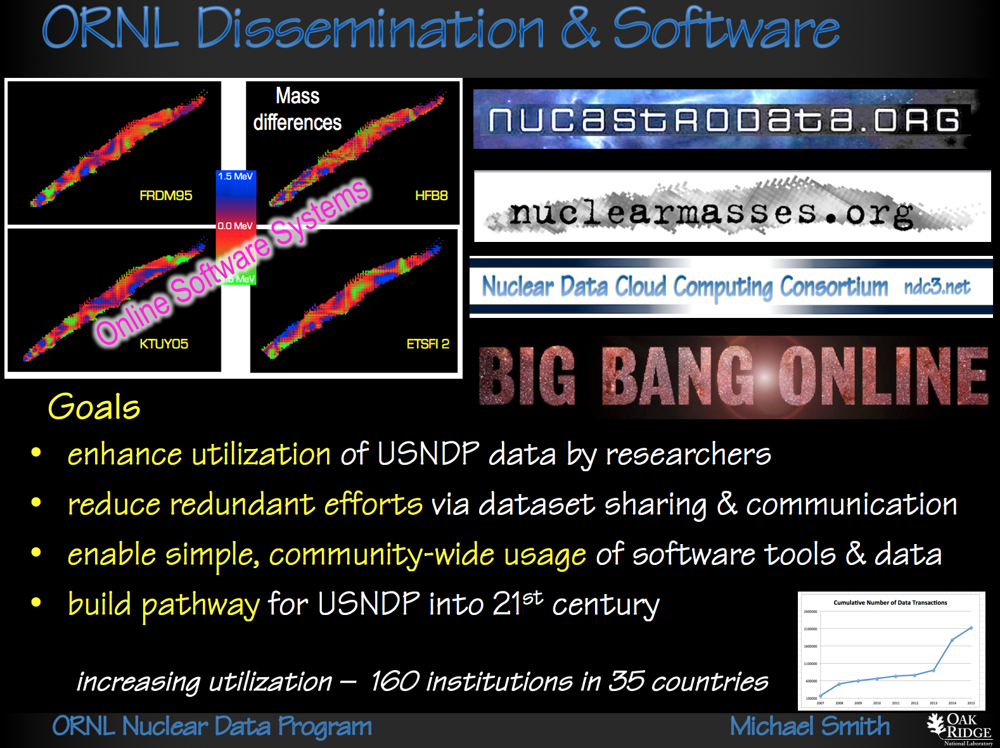 ORNL Dissemination & Software
Mass
differences
FRDM95
HFB8
1.5 MeV
0.0 MeV
.5 MeV
KTUY05
ETSFI 2
Online Software Systems
nucastrodata.org
nuclearmasses.org
Nuclear Data Cloud Computing Consortium ndc3.net
BIG BANG ONLINE
Goals
• enhance utilization of USNDP data by researchers
• reduce redundant efforts via dataset sharing & communication
• enable simple, community-wide usage of software tools & data
• build pathway for USNDP into 21st century
increasing utilization – 160 institutions in 35 countries
Cumulative Number of Data Transactions
2600000
2100000
1600000
1100000
600000
100000
2007 2008 2009 2010 2011 2012 2013 2014 2015
ORNL Nuclear Data Program
Michael Smith
OAK
RIDGE
National Laboratory